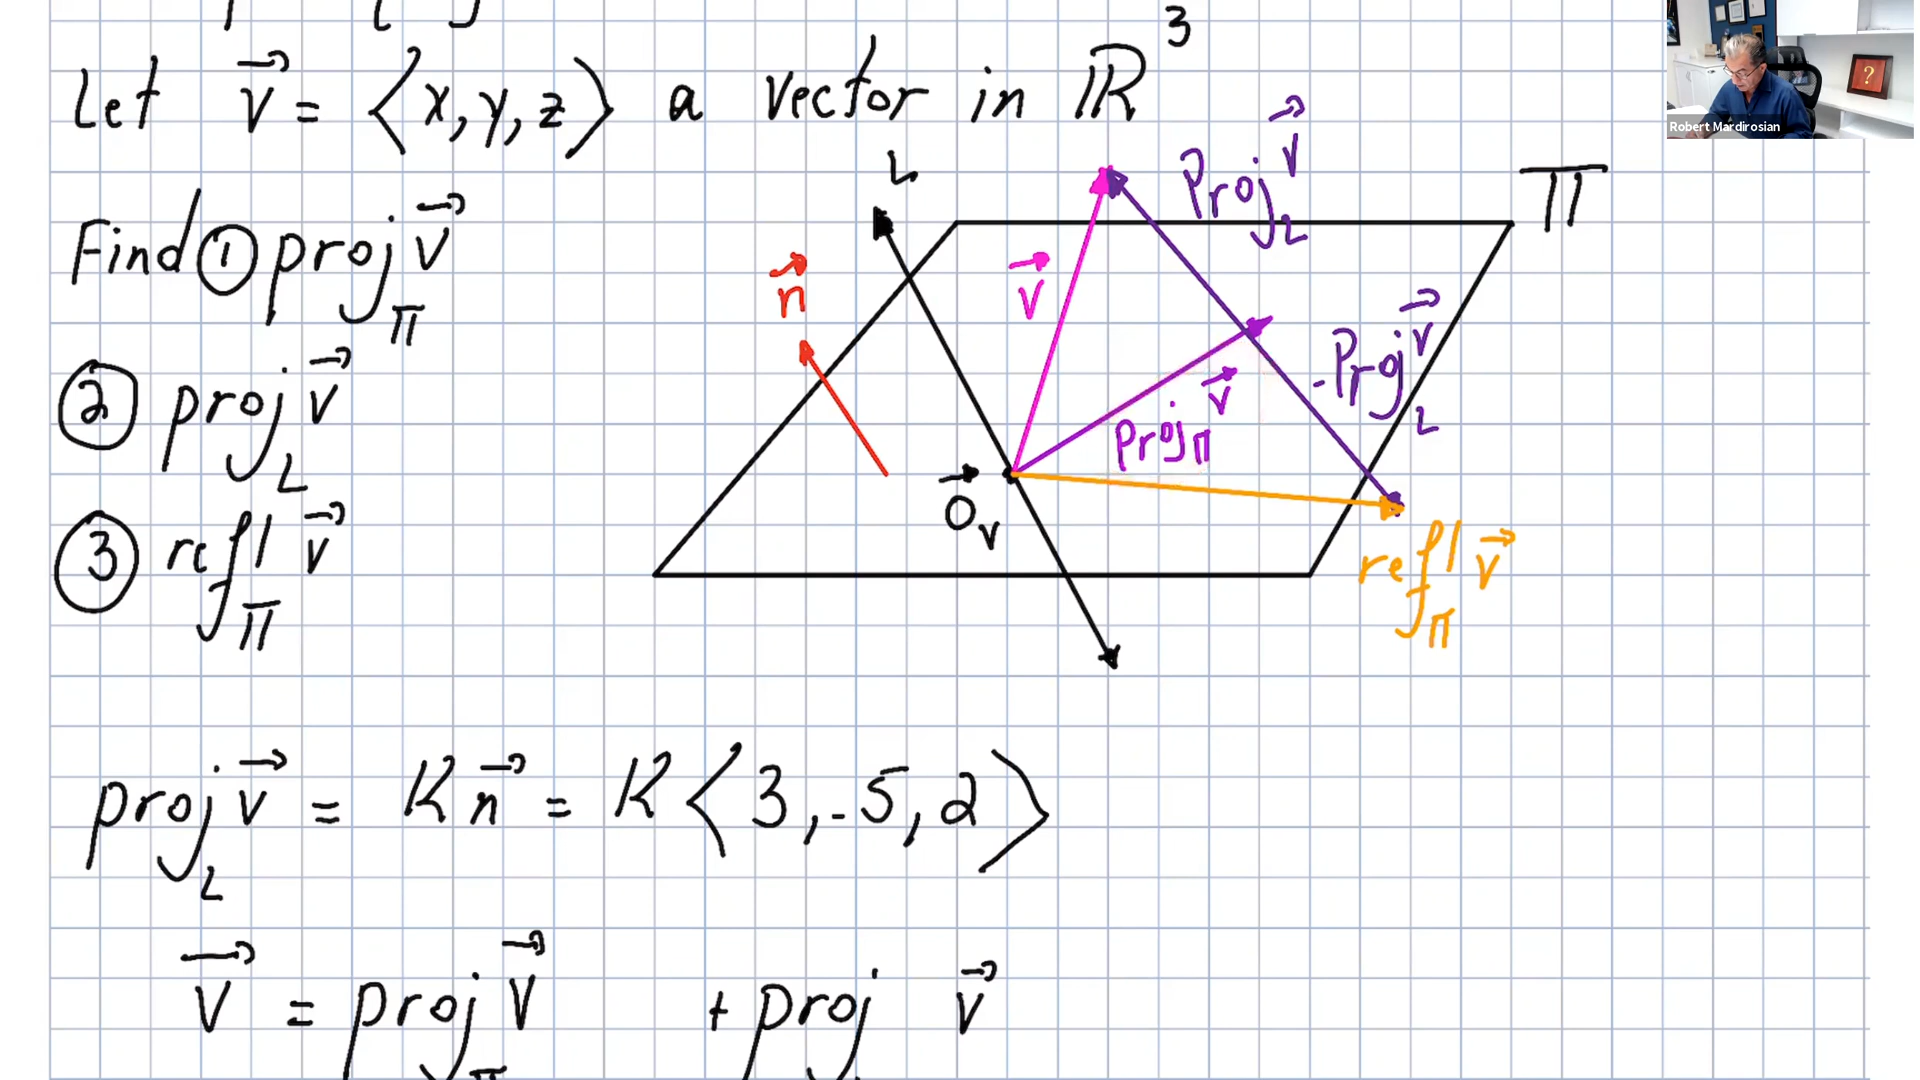 Let v⃗ = ⟨x, y, z⟩ a vector in ℝ³
Find ① proj_Π v⃗
② proj_L v⃗
③ refl_Π v⃗
L
n⃗
v⃗
Proj_L v⃗
Π
-Proj_L v⃗
Proj_Π v⃗
0⃗_V
refl_Π v⃗
proj_L v⃗ = K n⃗ = K ⟨3, -5, 2⟩
v⃗ = proj_Π v⃗ + proj v⃗
?
Robert Mardirosian